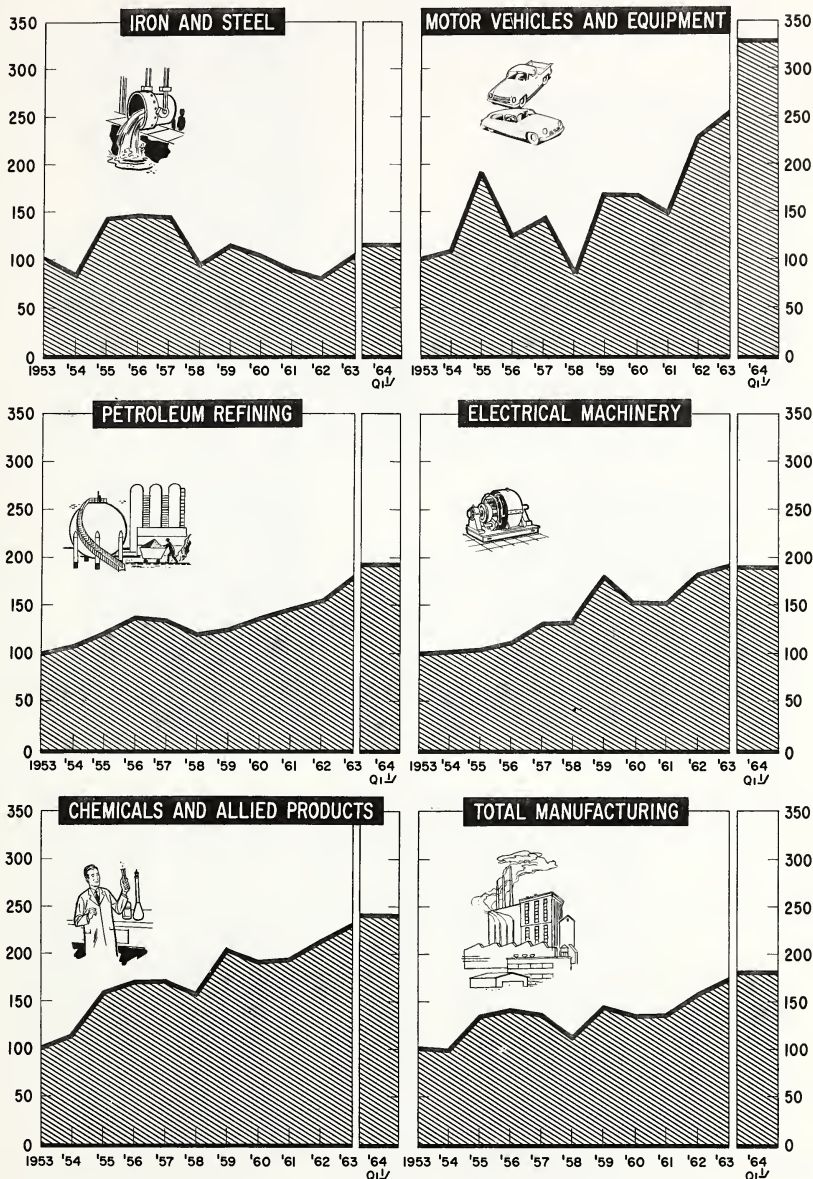 IRON AND STEEL
MOTOR VEHICLES AND EQUIPMENT
350
300
250
200
150
100
50
0
350
300
250
200
150
100
50
0
1953 '54 '55 '56 '57 '58 '59 '60 '61 '62 '63 '64
Q1 1/
1953 '54 '55 '56 '57 '58 '59 '60 '61 '62 '63 '64
Q1 1/
PETROLEUM REFINING
ELECTRICAL MACHINERY
350
300
250
200
150
100
50
0
350
300
250
200
150
100
50
0
1953 '54 '55 '56 '57 '58 '59 '60 '61 '62 '63 '64
Q1 1/
1953 '54 '55 '56 '57 '58 '59 '60 '61 '62 '63 '64
Q1 1/
CHEMICALS AND ALLIED PRODUCTS
TOTAL MANUFACTURING
350
300
250
200
150
100
50
0
350
300
250
200
150
100
50
0
1953 '54 '55 '56 '57 '58 '59 '60 '61 '62 '63 '64
Q1 1/
1953 '54 '55 '56 '57 '58 '59 '60 '61 '62 '63 '64
Q1 1/